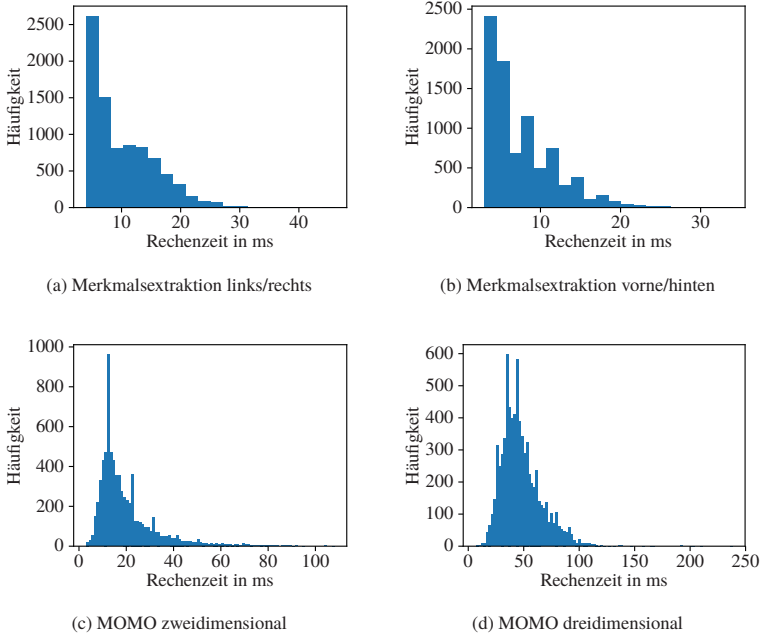 2500
2000
1500
1000
500
0
Häufigkeit
10 20 30 40
Rechenzeit in ms
(a) Merkmalsextraktion links/rechts
2500
2000
1500
1000
500
0
Häufigkeit
10 20 30
Rechenzeit in ms
(b) Merkmalsextraktion vorne/hinten
1000
800
600
400
200
0
Häufigkeit
0 20 40 60 80 100
Rechenzeit in ms
(c) MOMO zweidimensional
600
500
400
300
200
100
0
Häufigkeit
0 50 100 150 200 250
Rechenzeit in ms
(d) MOMO dreidimensional